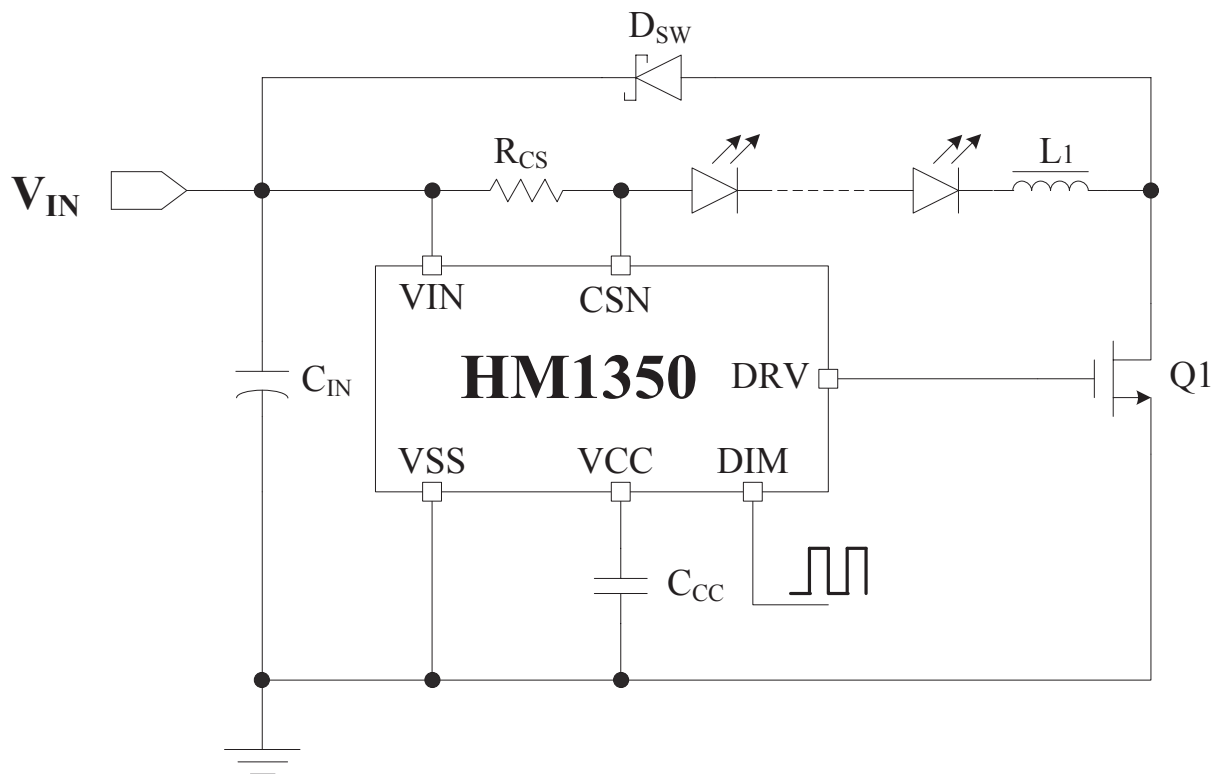 DSW
RCS
L1
VIN
VIN
CSN
HM1350
DRV
Q1
CIN
VSS
VCC
DIM
CCC